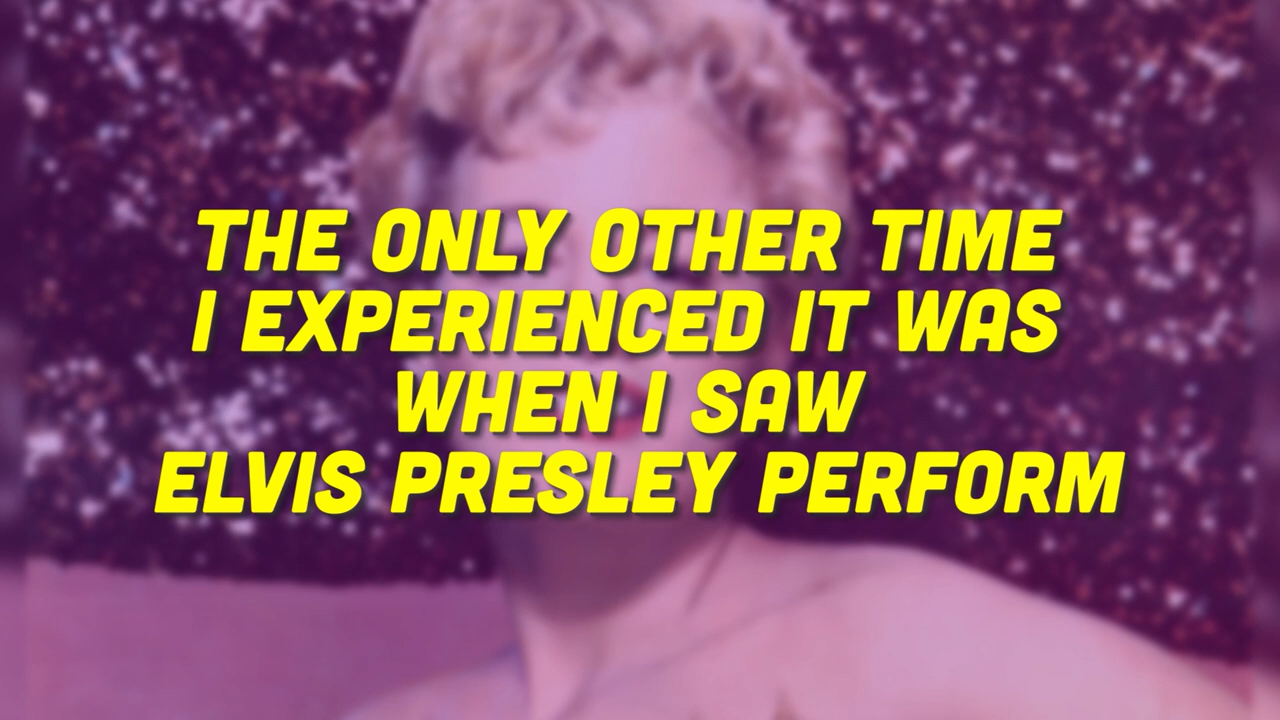 THE ONLY OTHER TIME
I EXPERIENCED IT WAS
WHEN I SAW
ELVIS PRESLEY PERFORM